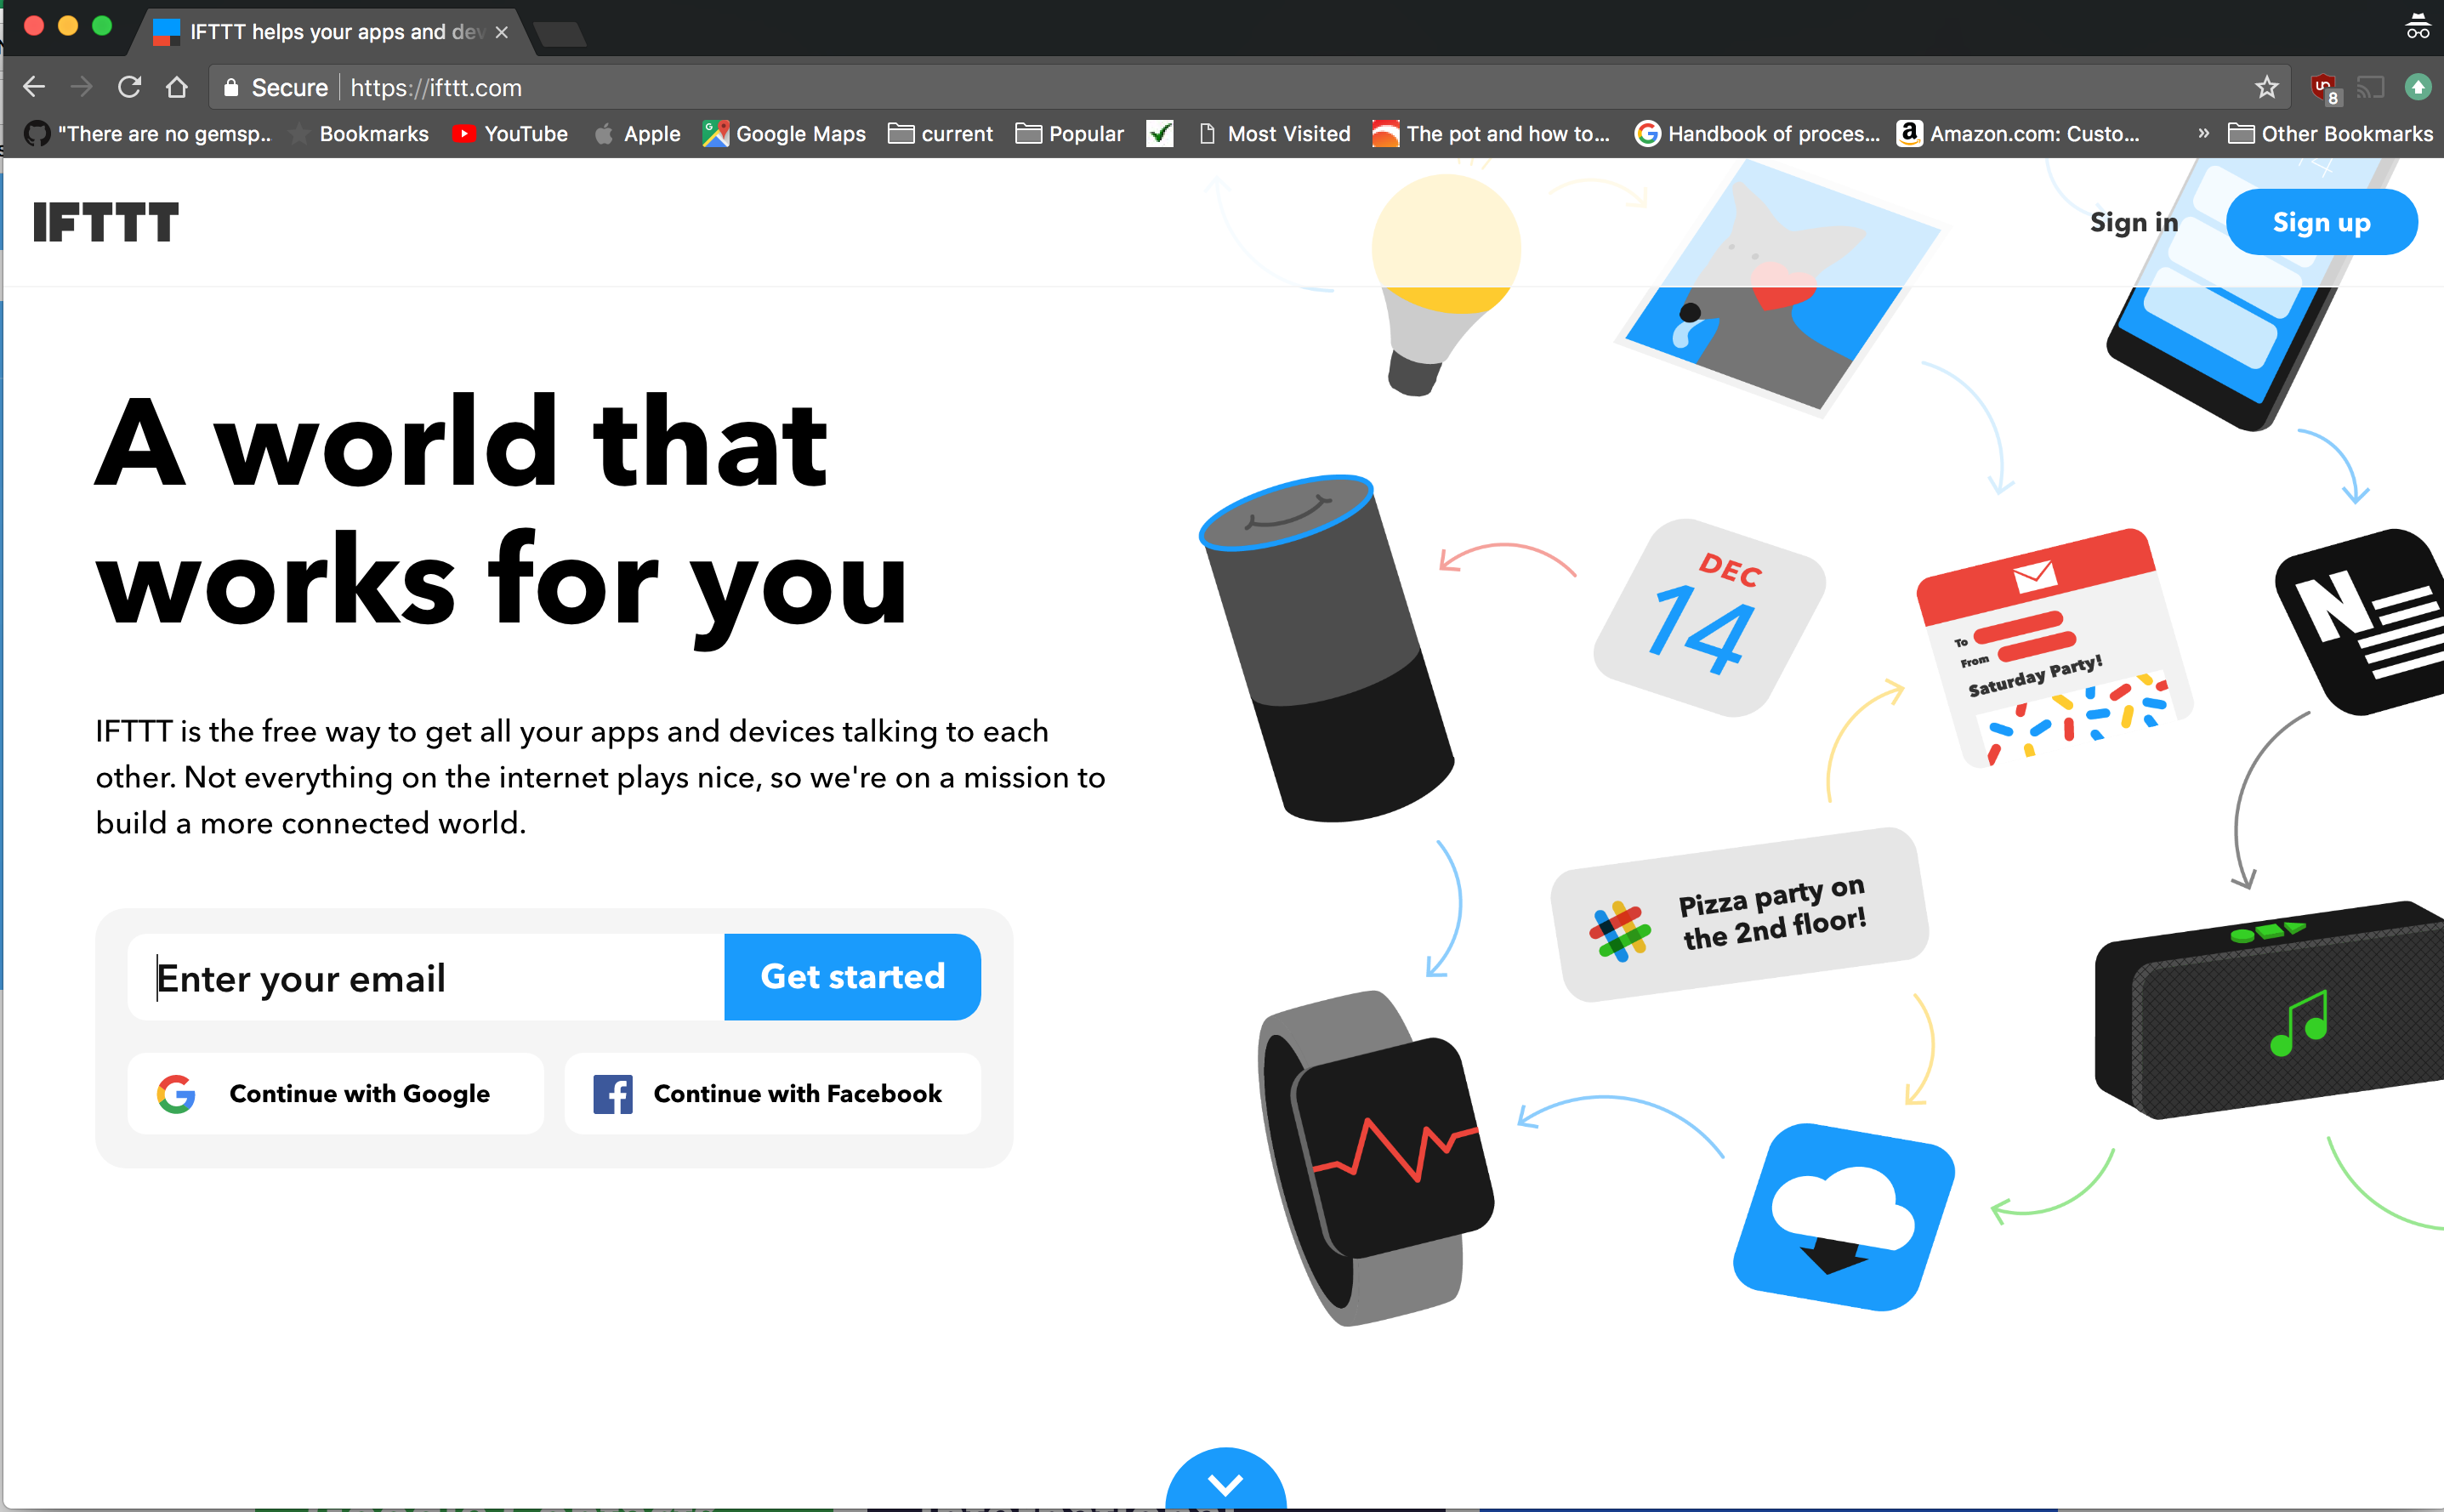 IFTTT helps your apps and dev
Secure https://ifttt.com
8
"There are no gemsp.. Bookmarks YouTube Apple Google Maps current Popular Most Visited The pot and how to... Handbook of proces... Amazon.com: Custo... » Other Bookmarks
IFTTT
Sign in
Sign up
A world that
works for you
IFTTT is the free way to get all your apps and devices talking to each
other. Not everything on the internet plays nice, so we're on a mission to
build a more connected world.
Enter your email
Get started
Continue with Google
Continue with Facebook
DEC
14
To
From
Saturday Party!
N
Pizza party on
the 2nd floor!